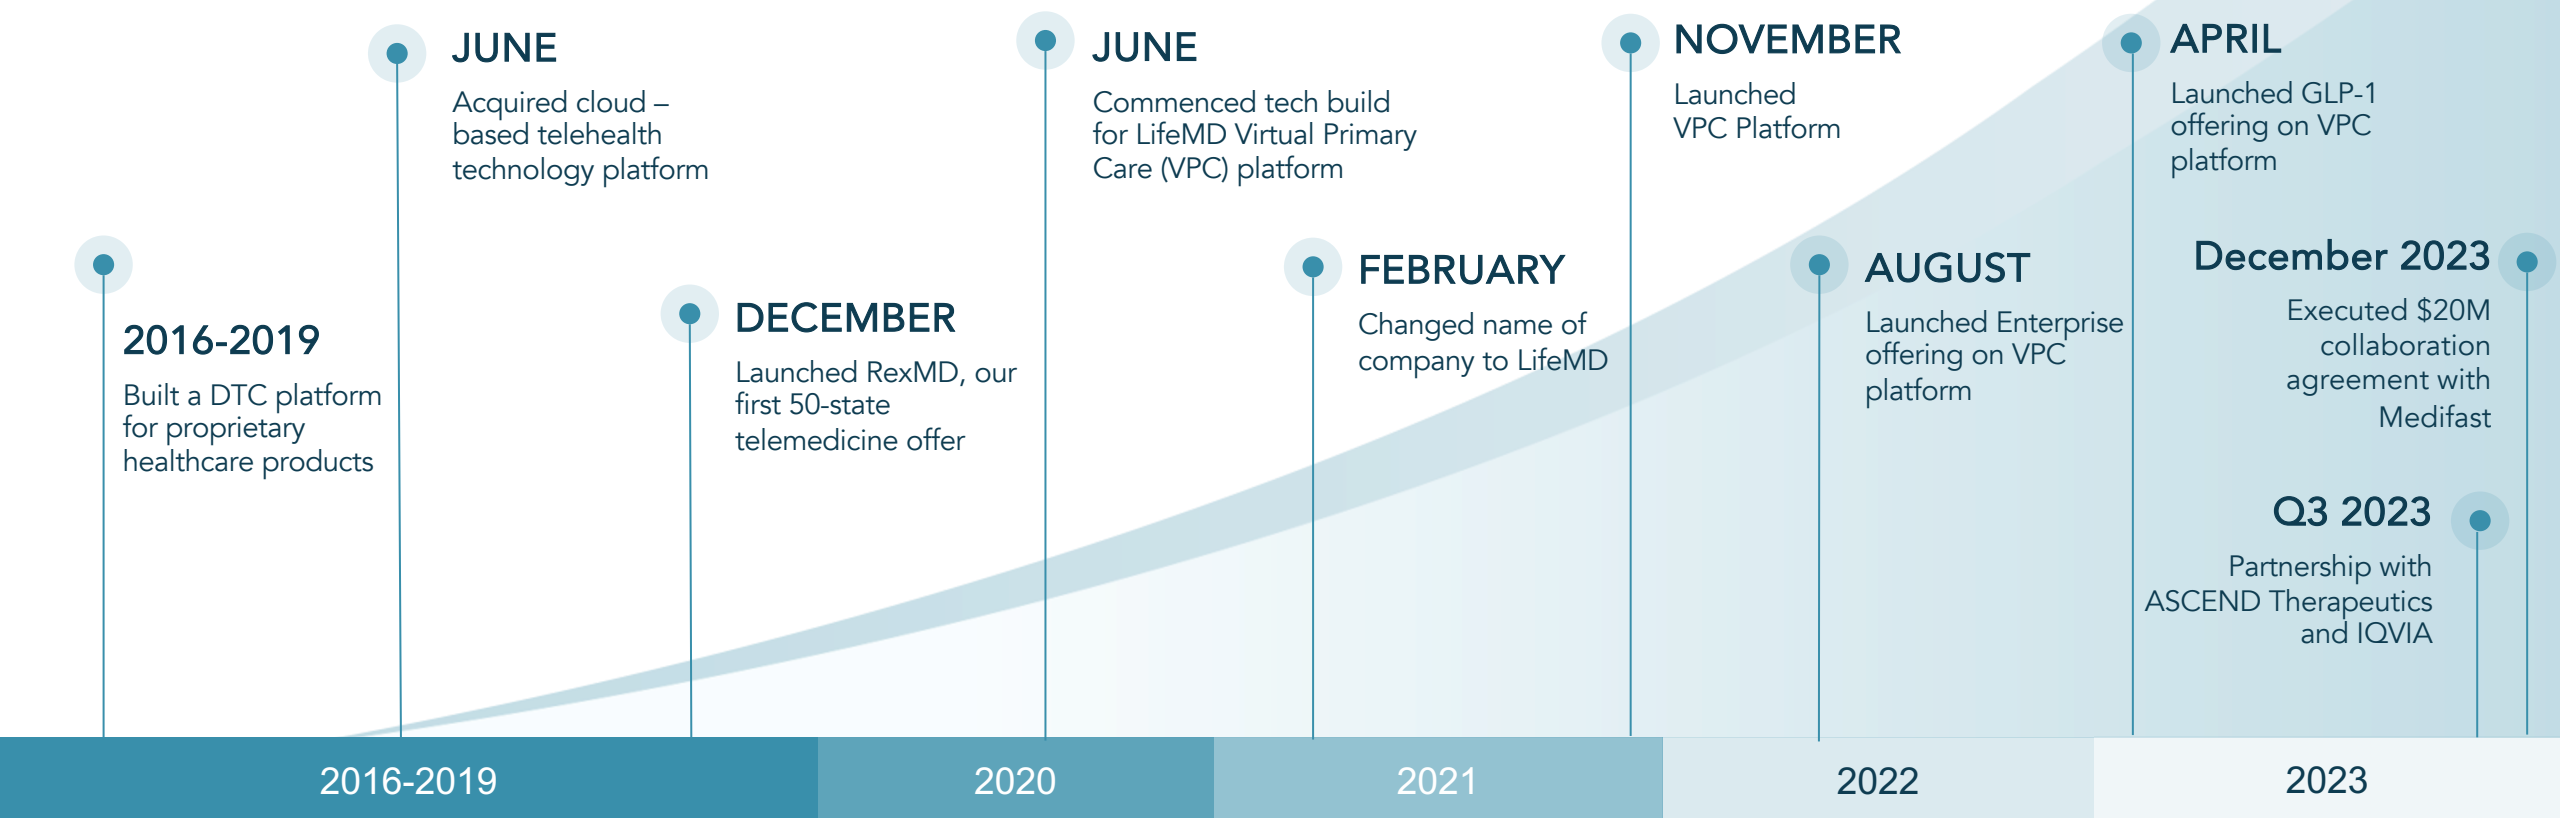 JUNE
Acquired cloud –
based telehealth
technology platform
JUNE
Commenced tech build
for LifeMD Virtual Primary
Care (VPC) platform
NOVEMBER
Launched
VPC Platform
APRIL
Launched GLP-1
offering on VPC
platform
2016-2019
Built a DTC platform
for proprietary
healthcare products
DECEMBER
Launched RexMD, our
first 50-state
telemedicine offer
FEBRUARY
Changed name of
company to LifeMD
AUGUST
Launched Enterprise
offering on VPC
platform
December 2023
Executed $20M
collaboration
agreement with
Medifast
Q3 2023
Partnership with
ASCEND Therapeutics
and IQVIA
2016-2019
2020
2021
2022
2023